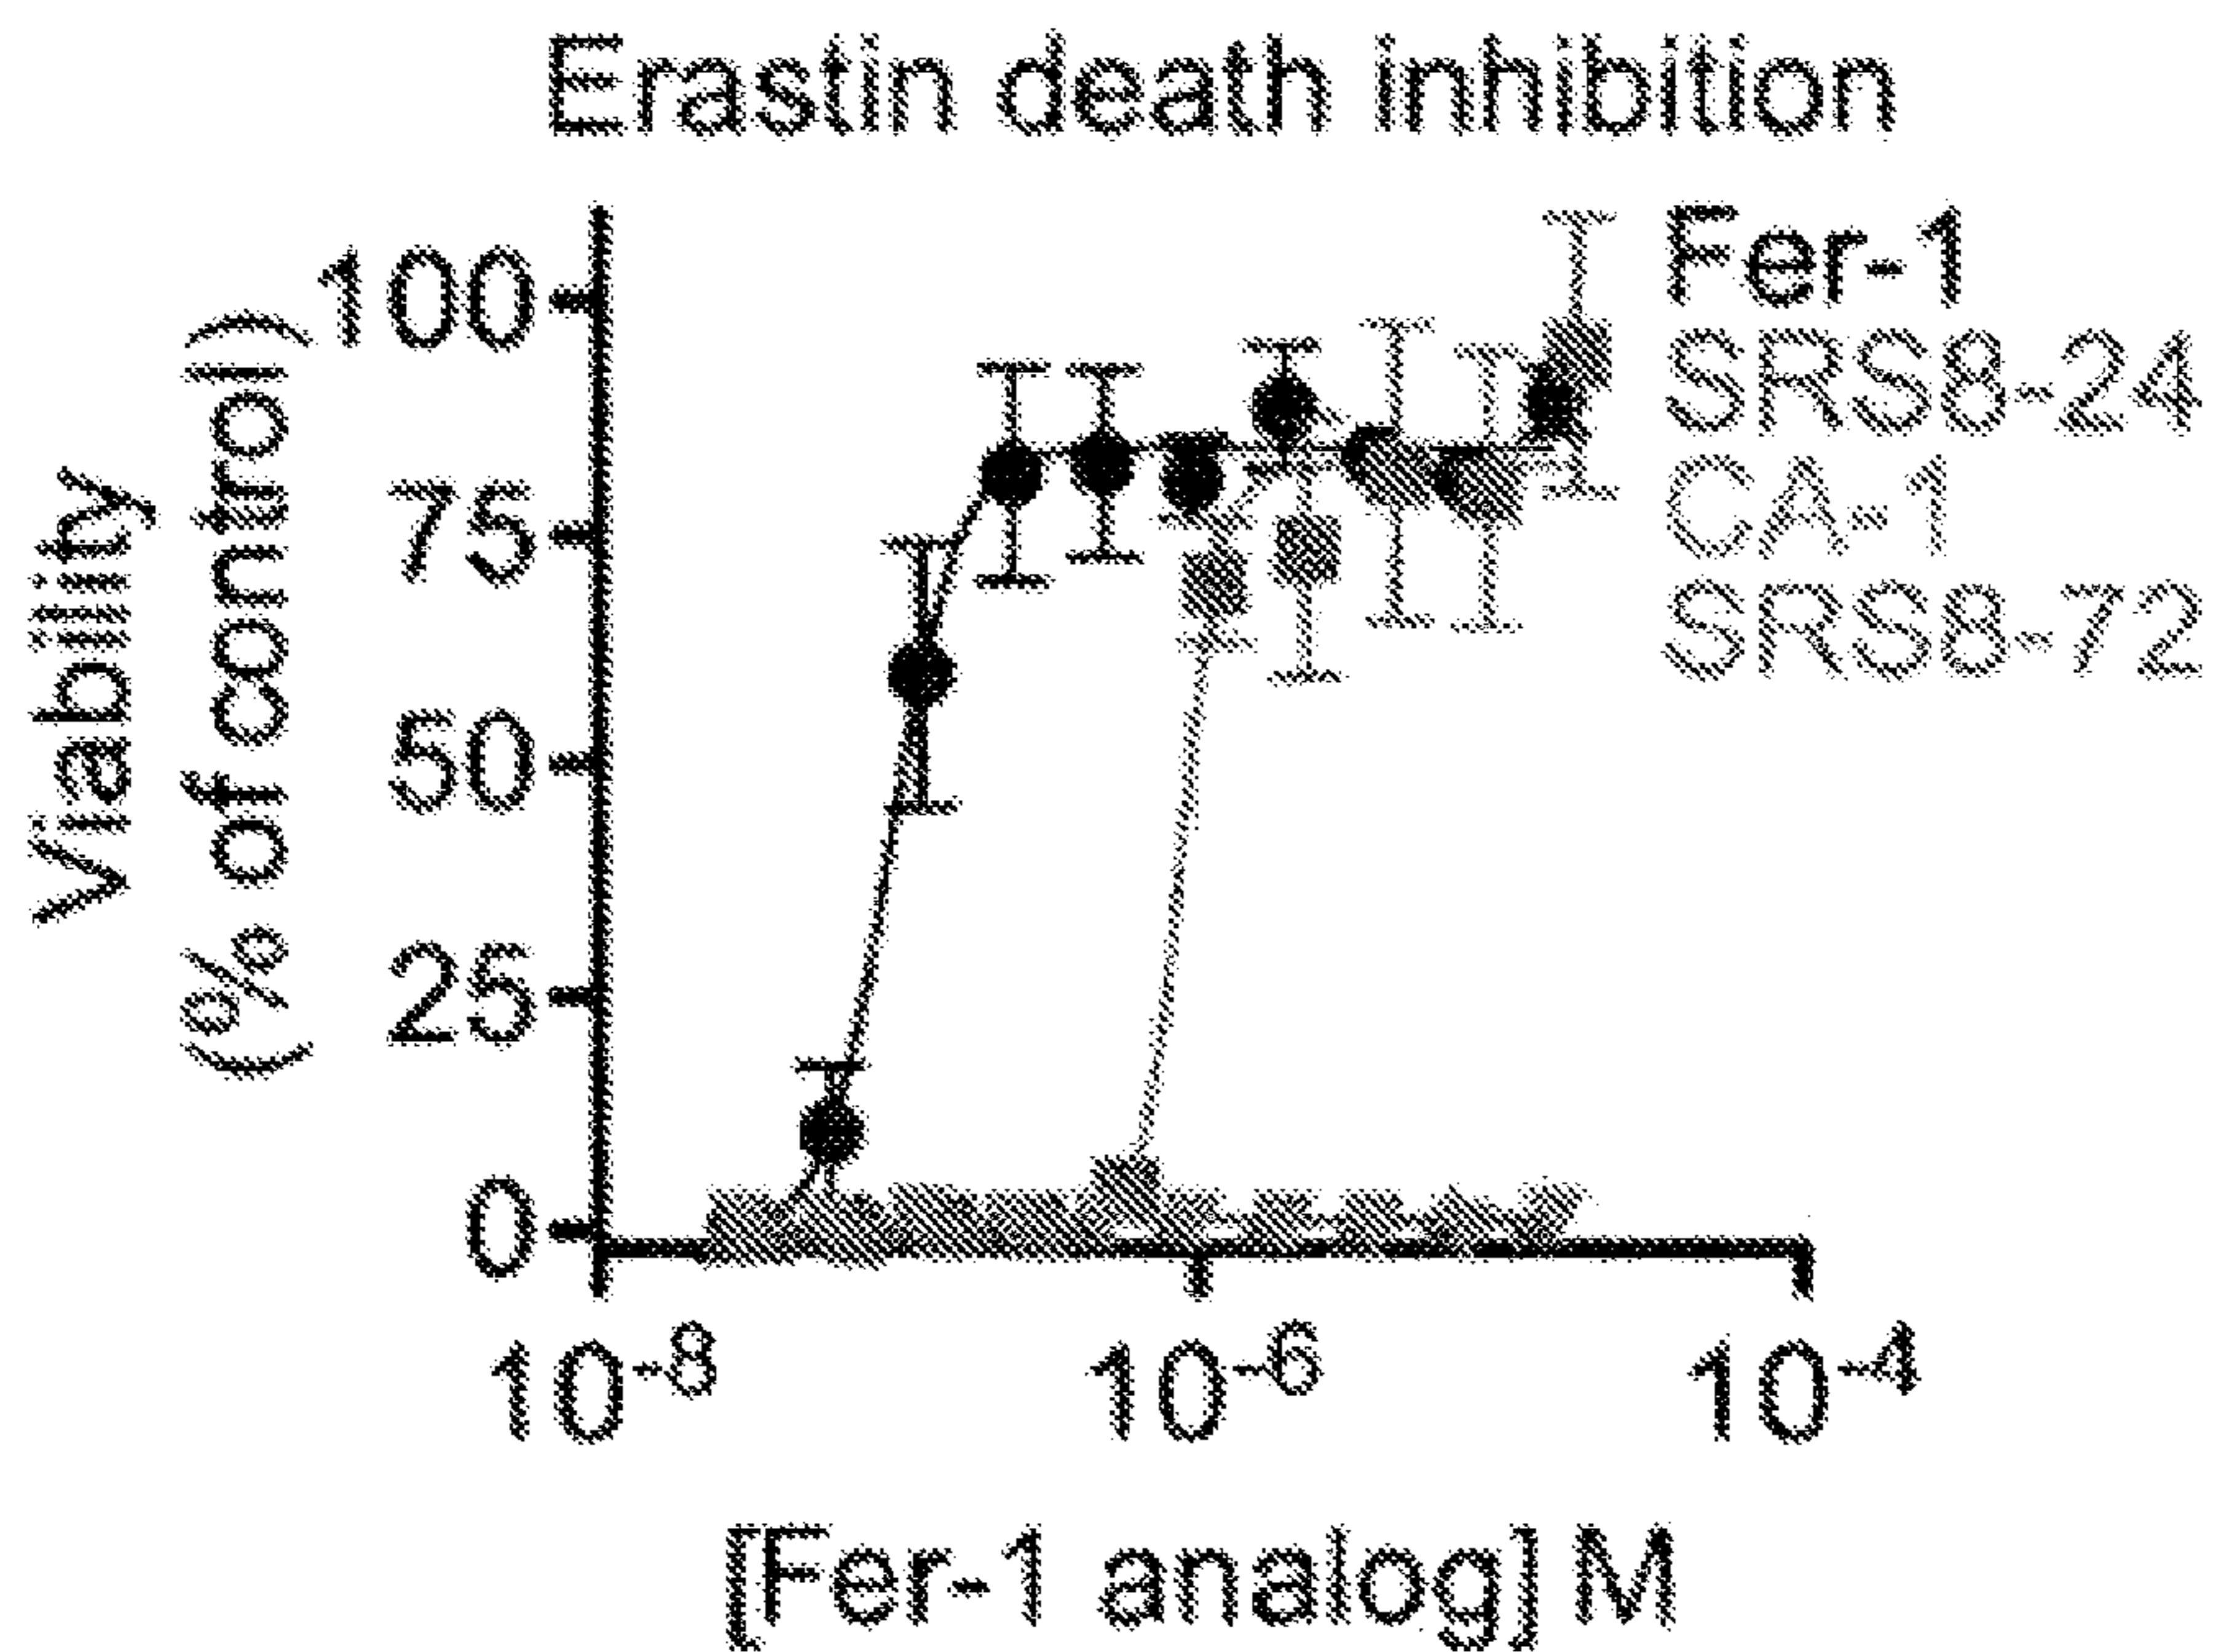 Erastin death inhibition
Viability
(% of control)
100
75
50
25
0
Fer-1
SRS8-24
CA-1
SRS8-72
10-8
10-6
10-4
[Fer-1 analog] M